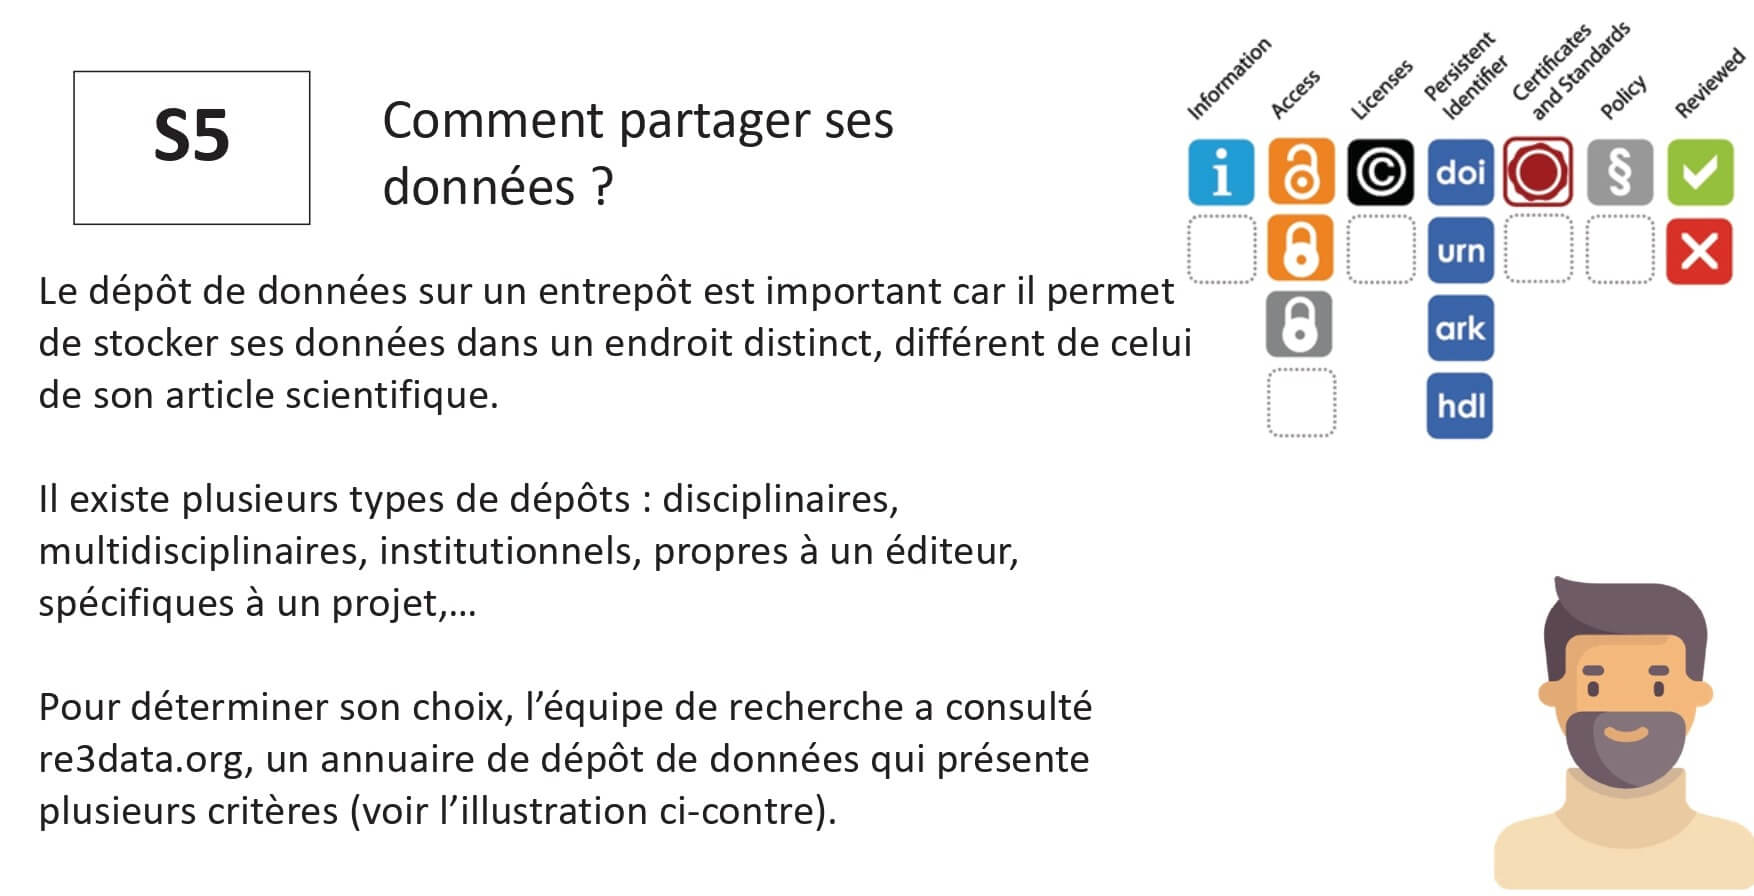 S5
Comment partager ses
données ?
Information
Access
Licenses
Persistent
Identifier
Certificates
and Standards
Policy
Reviewed
i
©
doi
§
urn
ark
hdl
Le dépôt de données sur un entrepôt est important car il permet
de stocker ses données dans un endroit distinct, différent de celui
de son article scientifique.
Il existe plusieurs types de dépôts : disciplinaires,
multidisciplinaires, institutionnels, propres à un éditeur,
spécifiques à un projet,...
Pour déterminer son choix, l’équipe de recherche a consulté
re3data.org, un annuaire de dépôt de données qui présente
plusieurs critères (voir l’illustration ci-contre).